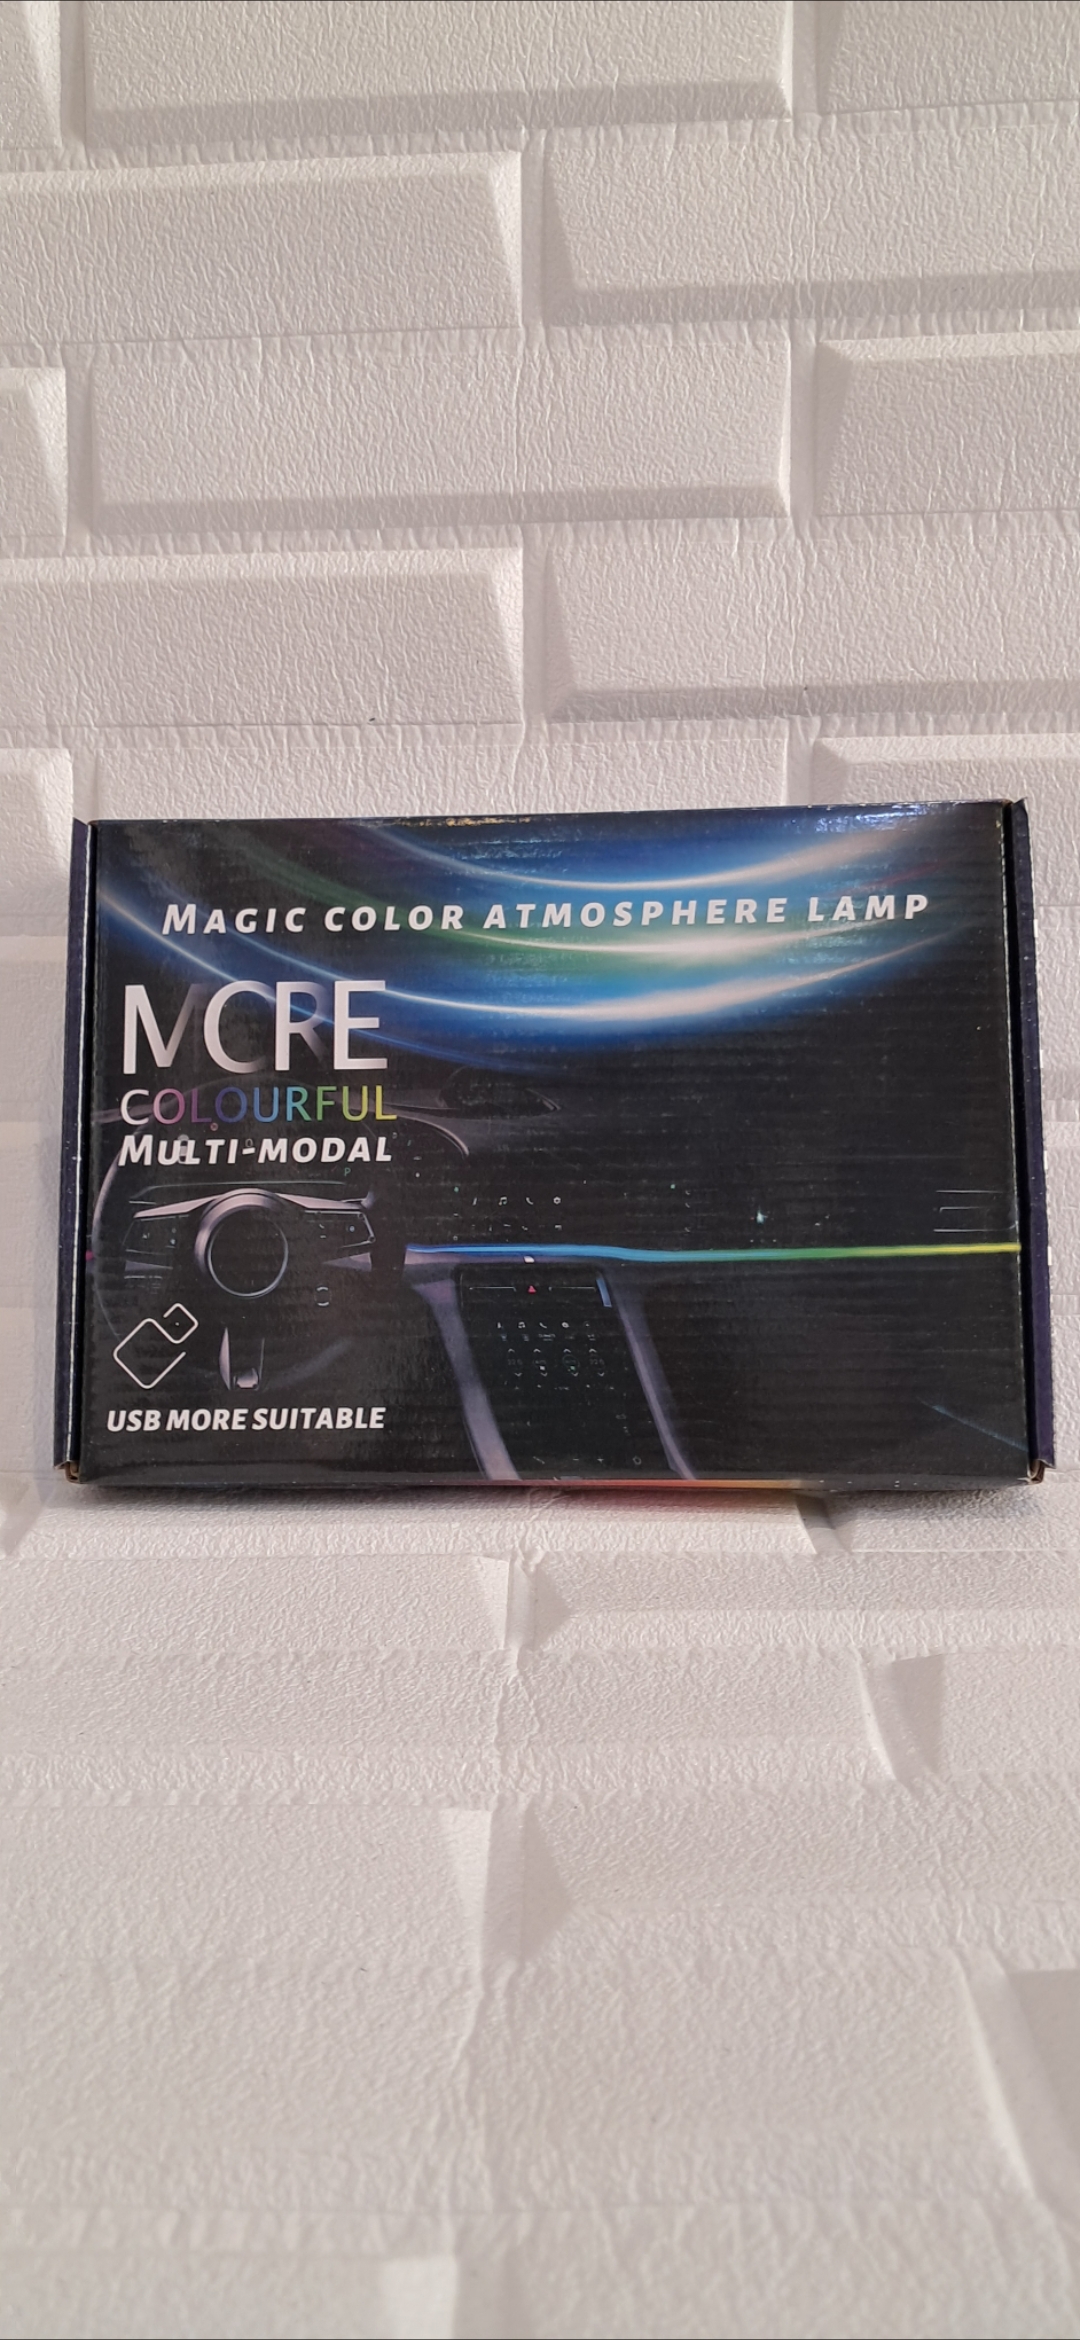 MAGIC COLOR ATMOSPHERE LAMP
MCRE
COLOURFUL
MULTI-MODAL
USB MORE SUITABLE